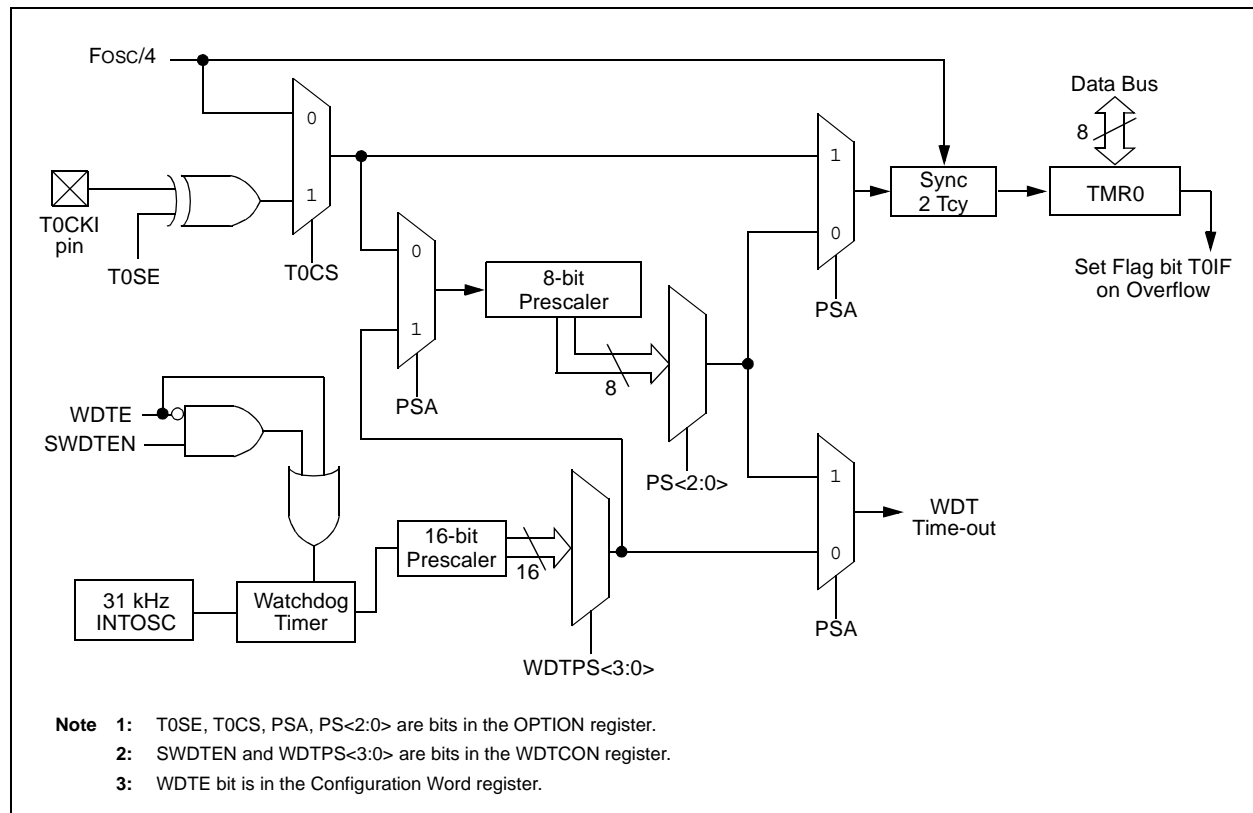 FOSC/4
Data Bus
8
0
1
T0CKI
pin
T0SE
T0CS
1
0
PSA
Sync
2 Tcy
TMR0
Set Flag bit T0IF
on Overflow
0
1
PSA
8-bit
Prescaler
8
PS<2:0>
WDTE
SWDTEN
1
0
PSA
WDT
Time-out
16-bit
Prescaler
16
WDTPS<3:0>
31 kHz
INTOSC
Watchdog
Timer
Note 1: T0SE, T0CS, PSA, PS<2:0> are bits in the OPTION register.
2: SWDTEN and WDTPS<3:0> are bits in the WDTCON register.
3: WDTE bit is in the Configuration Word register.